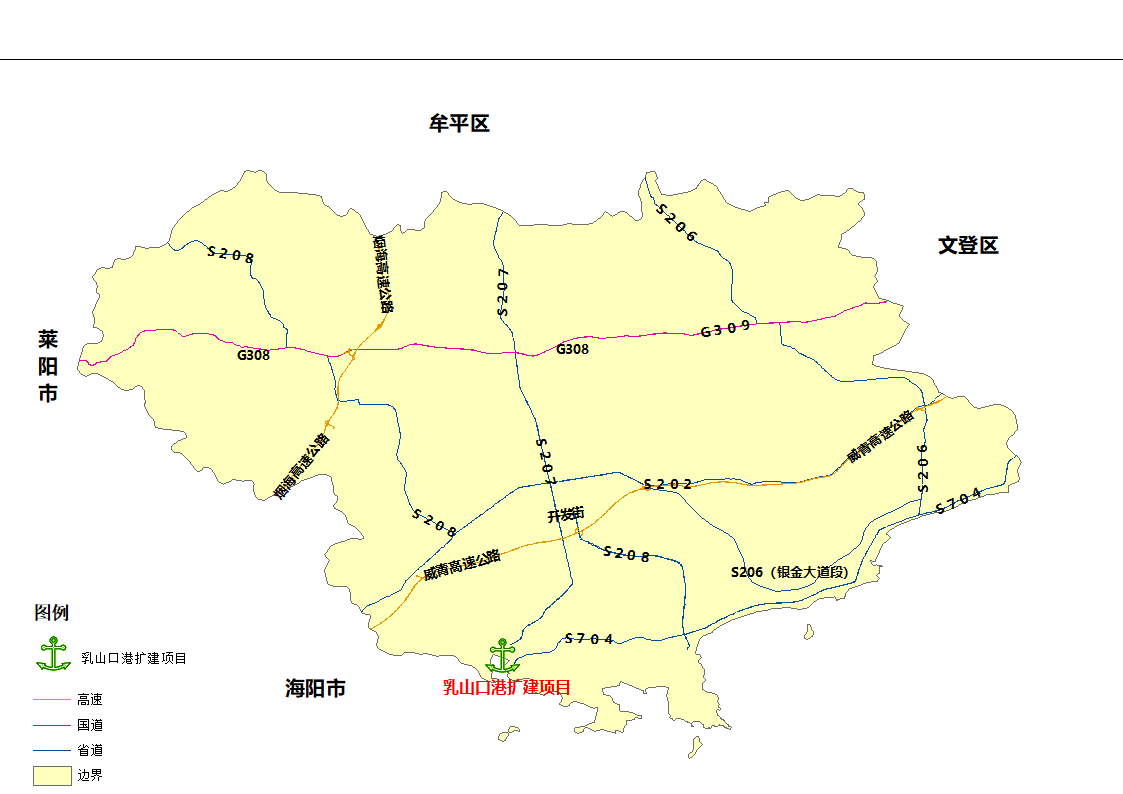 牟平区
文登区
莱阳市
S206
S208
烟海高速公路
S207
G309
G308
G308
威青高速公路
烟海高速公路
S207
S206
S202
S704
S208
开发街
S208
威青高速公路
S206（银金大道段）
S704
乳山口港扩建项目
海阳市
图例
乳山口港扩建项目
高速
国道
省道
边界